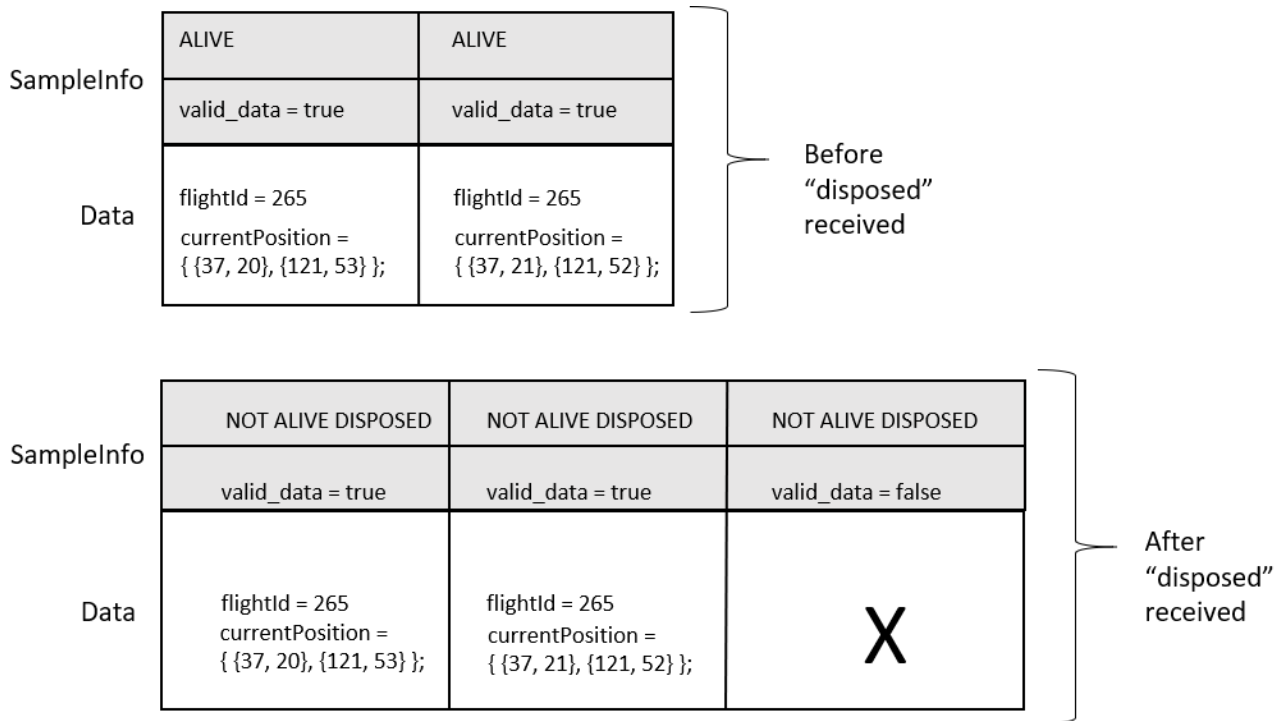 ALIVE ALIVE
SampleInfo
valid_data = true valid_data = true
Before
“disposed”
received
flightId = 265 flightId = 265
Data
currentPosition = currentPosition =
{ {37, 20}, {121, 53} }; { {37, 21}, {121, 52} };
NOT ALIVE DISPOSED NOT ALIVE DISPOSED NOT ALIVE DISPOSED
SampleInfo
valid_data = true valid_data = true valid_data = false
After
“disposed”
received
Data
flightId = 265 flightId = 265
currentPosition = currentPosition =
{ {37, 20}, {121, 53} }; { {37, 21}, {121, 52} };
X